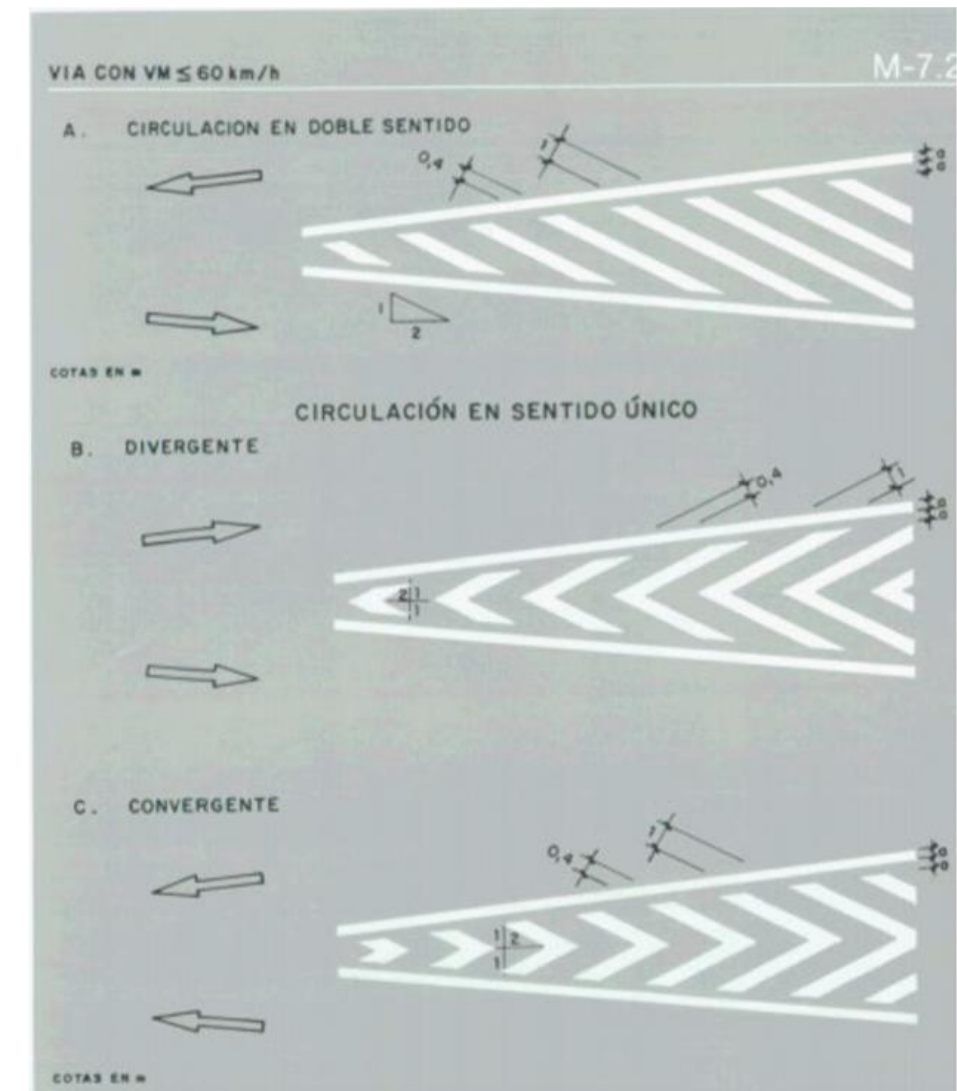 VIA CON VM ≤ 60 km/h
M-7.2
A. CIRCULACION EN DOBLE SENTIDO
0,4
1
a
a
1
2
COTAS EN m
CIRCULACIÓN EN SENTIDO ÚNICO
B. DIVERGENTE
0,4
1
a
a
2 1
1
C. CONVERGENTE
0,4
1
a
a
1 2
1
COTAS EN m